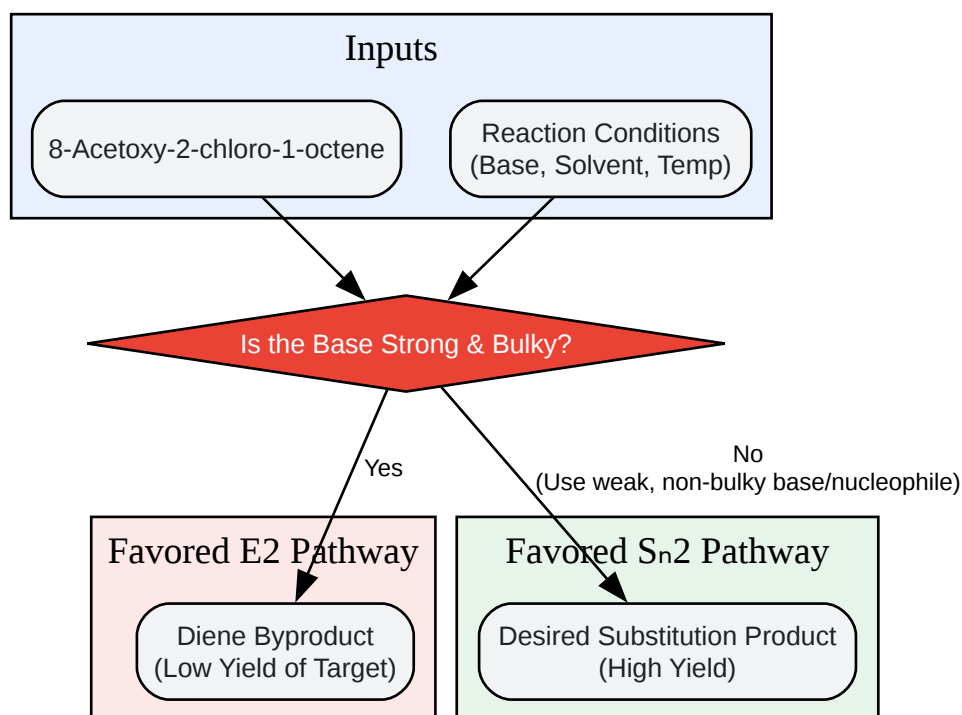 Inputs
8-Acetoxy-2-chloro-1-octene
Reaction Conditions
(Base, Solvent, Temp)
Is the Base Strong & Bulky?
Yes
No
(Use weak, non-bulky base/nucleophile)
Favored E2 Pathway
Diene Byproduct
(Low Yield of Target)
Favored Sₙ2 Pathway
Desired Substitution Product
(High Yield)